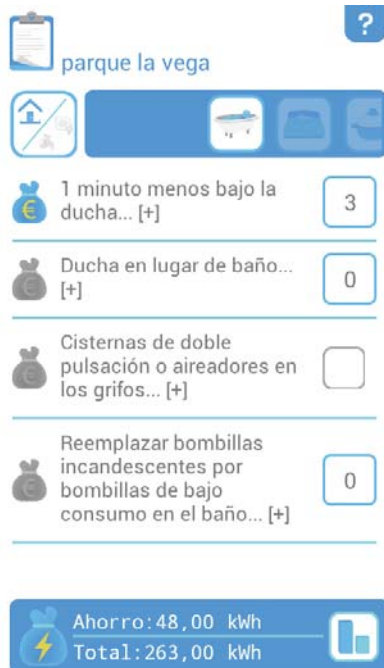 ?
parque la vega
1 minuto menos bajo la
ducha... [+]
3
€
Ducha en lugar de baño...
[+]
0
€
Cisternas de doble
pulsación o aireadores en
los grifos... [+]
€
Reemplazar bombillas
incandescentes por
bombillas de bajo
consumo en el baño... [+]
0
€
Ahorro:48,00 kWh
Total:263,00 kWh